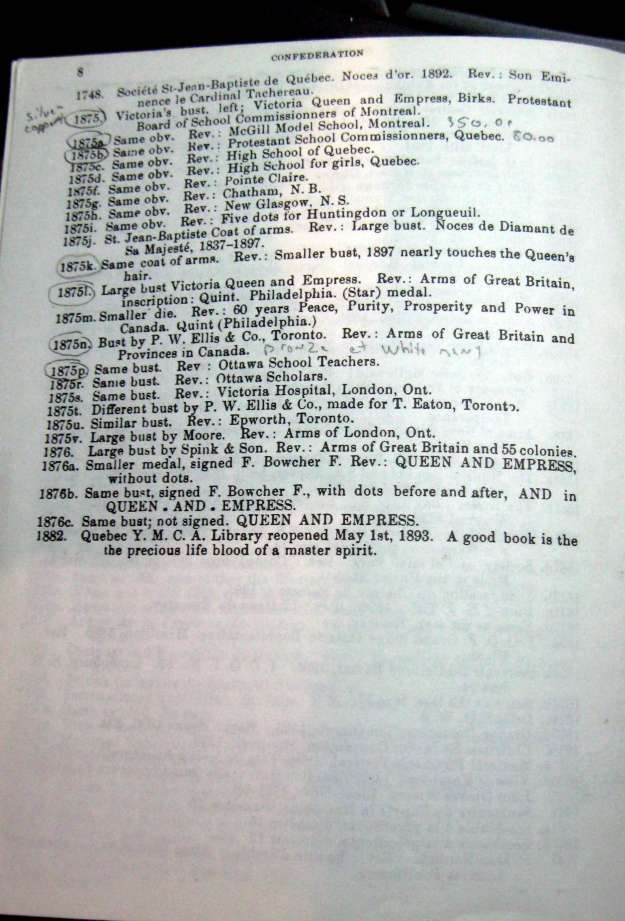 8
CONFEDERATION
1748. Société St-Jean-Baptiste de Québec. Noces d'or. 1892. Rev.: Son Emi-
nence le Cardinal Tachereau.
1875. Victoria's bust, left; Victoria Queen and Empress, Birks. Protestant
Board of School Commissionners of Montreal.
1875a. Same obv. Rev.: McGill Model School, Montreal. 350.00
1875b. Same obv. Rev.: Protestant School Commissionners, Quebec. 80.00
1875c. Same obv. Rev.: High School of Quebec.
1875d. Same obv. Rev.: High School for girls, Quebec.
1875f. Same obv. Rev.: Pointe Claire.
1875g. Same obv. Rev.: Chatham, N. B.
1875h. Same obv. Rev.: New Glasgow, N. S.
1875i. Same obv. Rev.: Five dots for Huntingdon or Longueuil.
1875j. St. Jean-Baptiste Coat of arms. Rev.: Large bust. Noces de Diamant de
Sa Majesté, 1837-1897.
1875k. Same coat of arms. Rev.: Smaller bust, 1897 nearly touches the Queen's
hair.
1875l. Large bust Victoria Queen and Empress. Rev.: Arms of Great Britain,
inscription: Quint. Philadelphia. (Star) medal.
1875m. Smaller die. Rev.: 60 years Peace, Purity, Prosperity and Power in
Canada. Quint (Philadelphia.)
1875n. Bust by P. W. Ellis & Co., Toronto. Rev.: Arms of Great Britain and
Provinces in Canada. Bronze et White
1875p. Same bust. Rev : Ottawa School Teachers.
1875r. Same bust. Rev.: Ottawa Scholars.
1875s. Same bust. Rev.: Victoria Hospital, London, Ont.
1875t. Different bust by P. W. Ellis & Co., made for T. Eaton, Toronto.
1875u. Similar bust. Rev.: Epworth, Toronto.
1875v. Large bust by Moore. Rev.: Arms of London, Ont.
1876. Large bust by Spink & Son. Rev.: Arms of Great Britain and 55 colonies.
1876a. Smaller medal, signed F. Bowcher F. Rev.: QUEEN AND EMPRESS,
without dots.
1876b. Same bust, signed F. Bowcher F., with dots before and after, AND in
QUEEN . AND . EMPRESS.
1876c. Same bust; not signed. QUEEN AND EMPRESS.
1882. Quebec Y. M. C. A. Library reopened May 1st, 1893. A good book is the
the precious life blood of a master spirit.